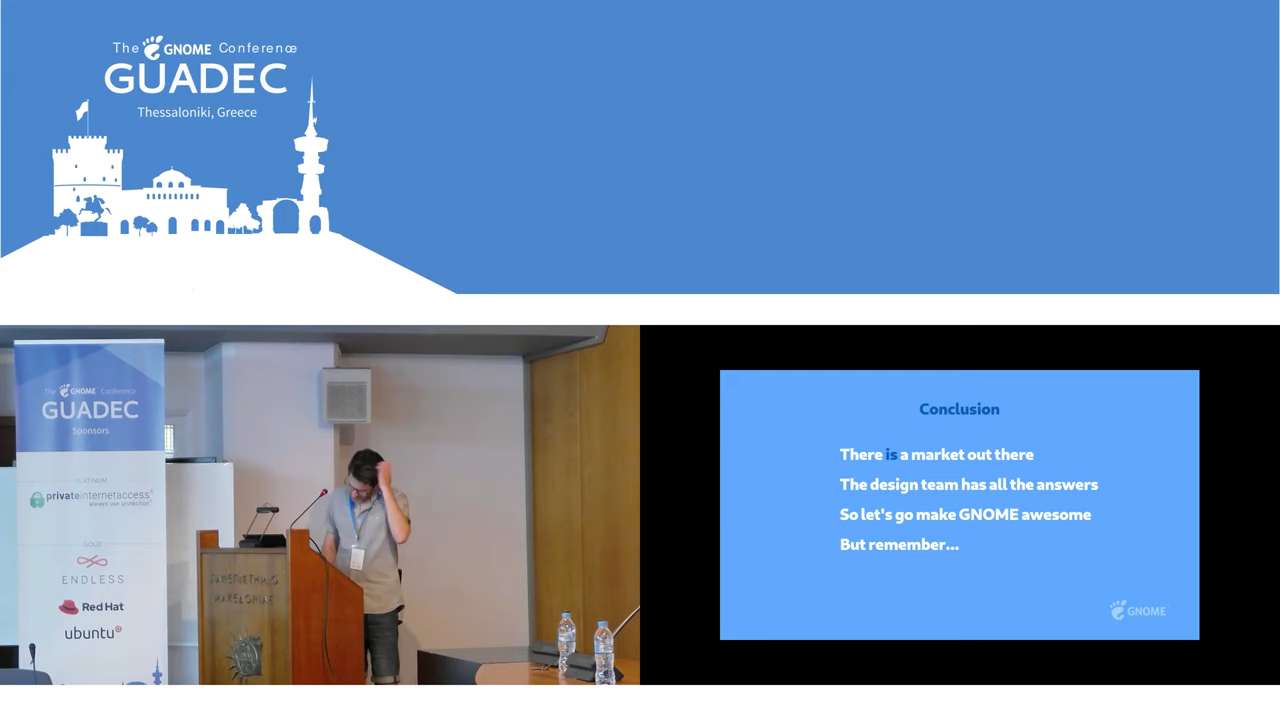 The GNOME Conference
GUADEC
Thessaloniki, Greece
The GNOME Conference
GUADEC
Sponsors
PLATINUM
privateinternetaccess®
always use protection®
GOLD
ENDLESS
Red Hat
ubuntu®
ΠΑΝΕΠΙΣΤΗΜΙΟ
ΜΑΚΕΔΟΝΙΑΣ
Conclusion
There is a market out there
The design team has all the answers
So let's go make GNOME awesome
But remember...
GNOME